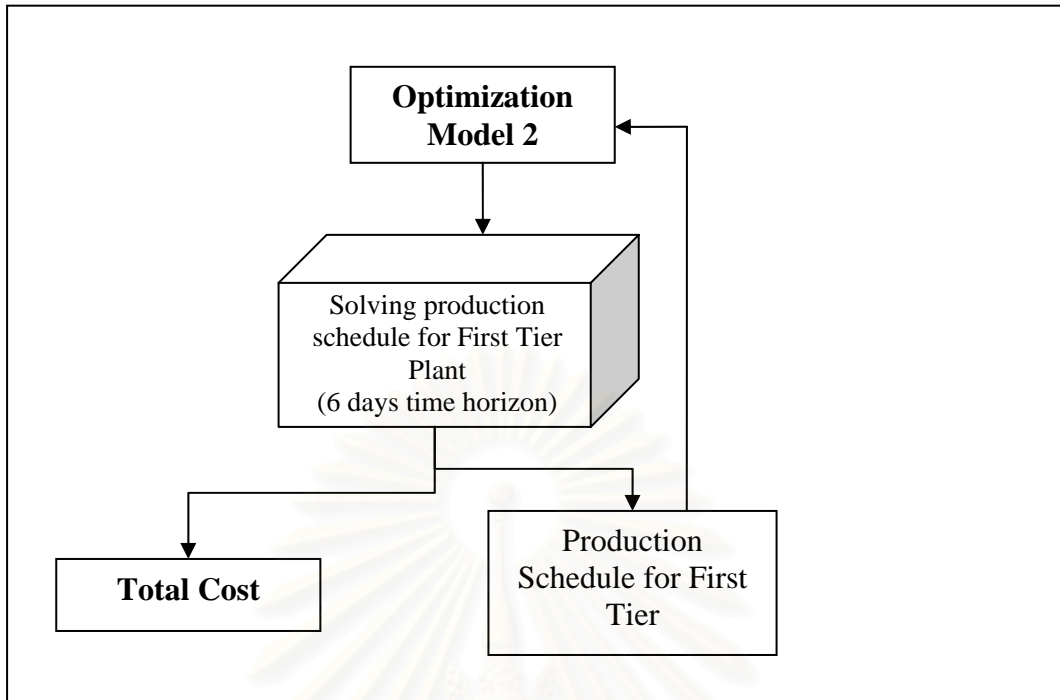 Optimization
Model 2
Solving production
schedule for First Tier
Plant
(6 days time horizon)
Total Cost
Production
Schedule for First
Tier